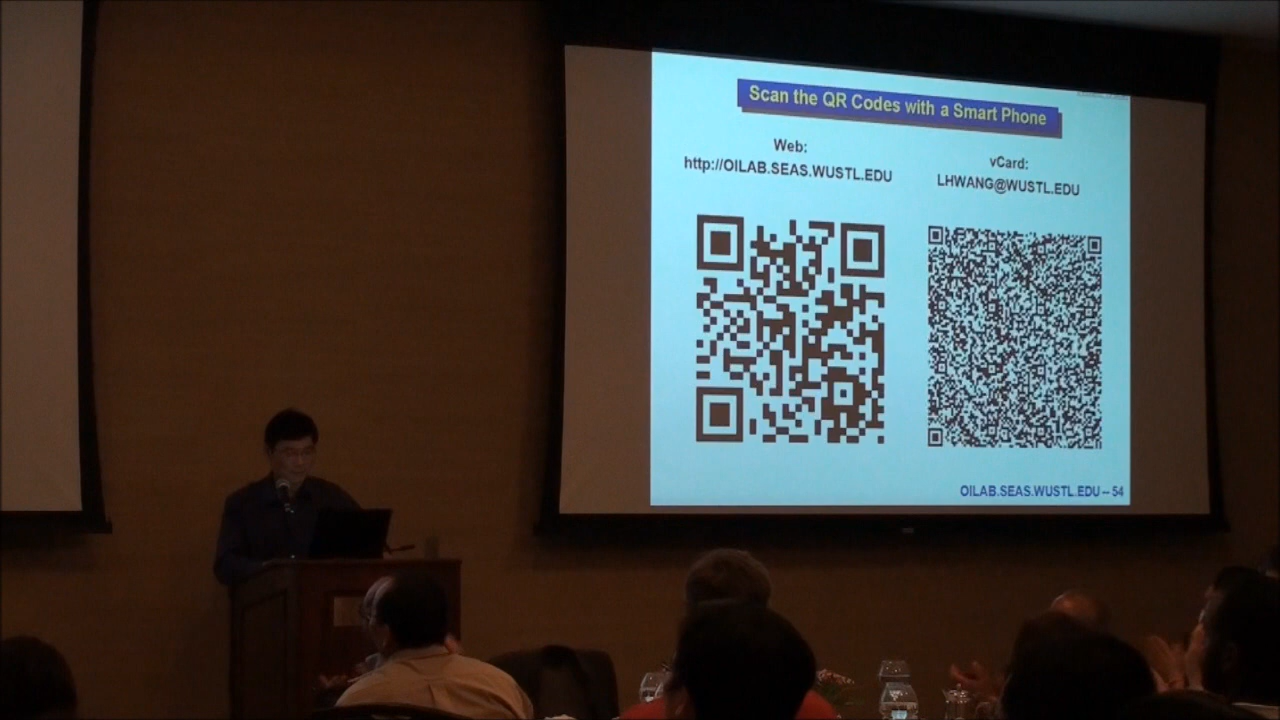 Scan the QR Codes with a Smart Phone
Web:
http://OILAB.SEAS.WUSTL.EDU
vCard:
LHWANG@WUSTL.EDU
OILAB.SEAS.WUSTL.EDU – 54